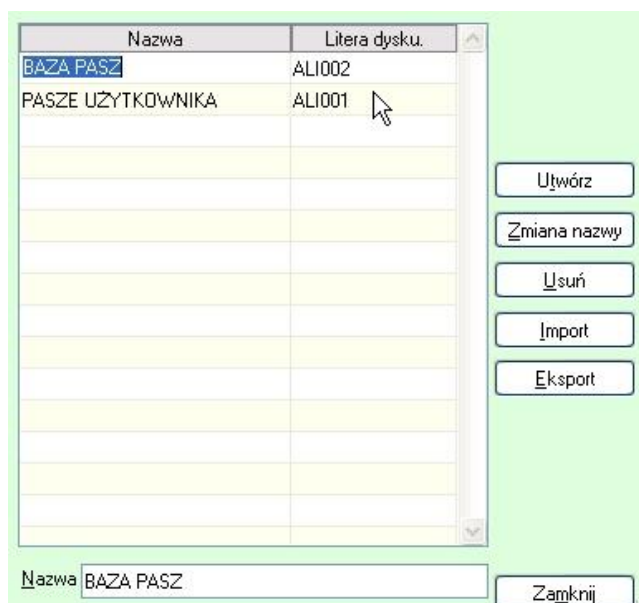 Nazwa Litera dysku.
BAZA PASZ ALI002
PASZE UŻYTKOWNIKA ALI001
Utwórz
Zmiana nazwy
Usuń
Import
Eksport
Nazwa BAZA PASZ
Zamknij